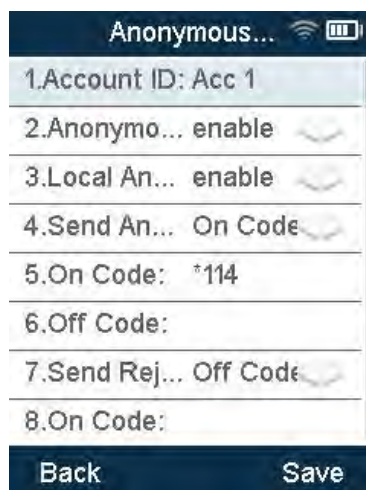 Anonymous...
1.Account ID: Acc 1
2.Anonymo... enable
3.Local An... enable
4.Send An... On Code
5.On Code: *114
6.Off Code:
7.Send Rej... Off Code
8.On Code:
Back Save